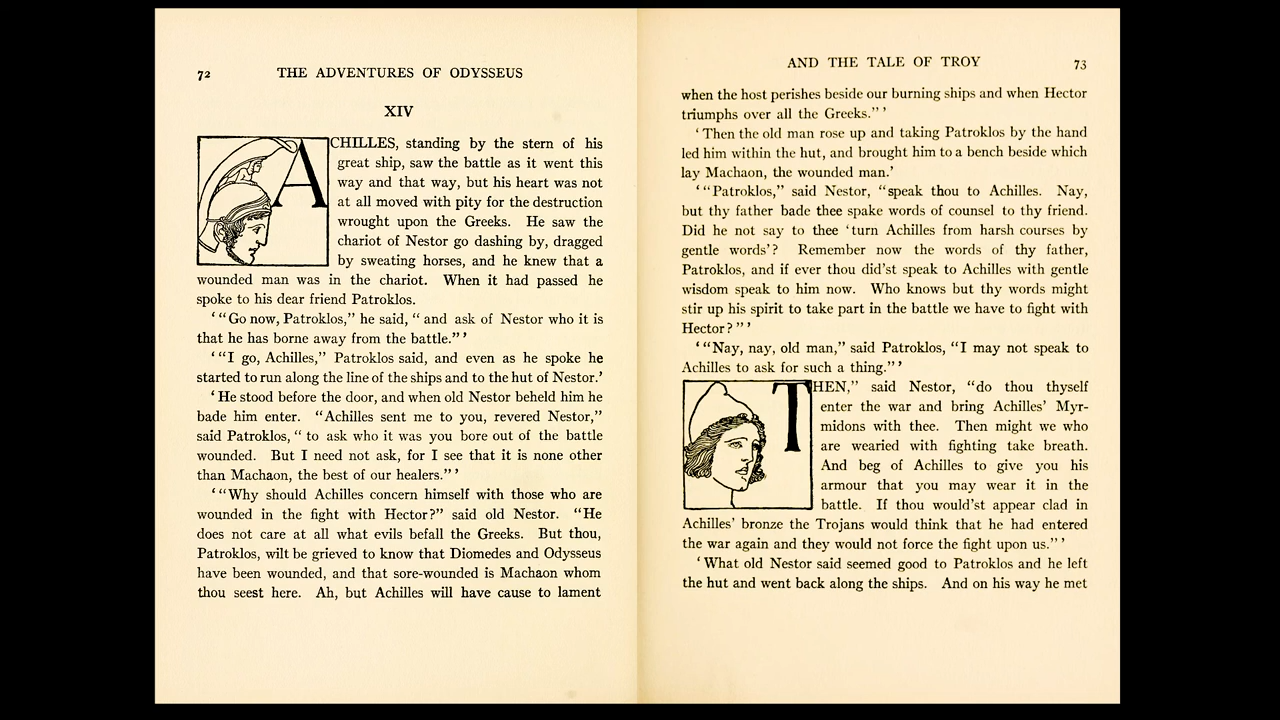 72 THE ADVENTURES OF ODYSSEUS
XIV
ACHILLES, standing by the stern of his
great ship, saw the battle as it went this
way and that way, but his heart was not
at all moved with pity for the destruction
wrought upon the Greeks. He saw the
chariot of Nestor go dashing by, dragged
by sweating horses, and he knew that a
wounded man was in the chariot. When it had passed he
spoke to his dear friend Patroklos.
‘“Go now, Patroklos,” he said, “ and ask of Nestor who it is
that he has borne away from the battle.”’
‘“I go, Achilles,” Patroklos said, and even as he spoke he
started to run along the line of the ships and to the hut of Nestor.’
‘He stood before the door, and when old Nestor beheld him he
bade him enter. “Achilles sent me to you, revered Nestor,”
said Patroklos, “ to ask who it was you bore out of the battle
wounded. But I need not ask, for I see that it is none other
than Machaon, the best of our healers.”’
‘“Why should Achilles concern himself with those who are
wounded in the fight with Hector?” said old Nestor. “He
does not care at all what evils befall the Greeks. But thou,
Patroklos, wilt be grieved to know that Diomedes and Odysseus
have been wounded, and that sore-wounded is Machaon whom
thou seest here. Ah, but Achilles will have cause to lament
AND THE TALE OF TROY 73
when the host perishes beside our burning ships and when Hector
triumphs over all the Greeks.”’
‘Then the old man rose up and taking Patroklos by the hand
led him within the hut, and brought him to a bench beside which
lay Machaon, the wounded man.’
‘“Patroklos,” said Nestor, “speak thou to Achilles. Nay,
but thy father bade thee spake words of counsel to thy friend.
Did he not say to thee ‘turn Achilles from harsh courses by
gentle words’? Remember now the words of thy father,
Patroklos, and if ever thou did’st speak to Achilles with gentle
wisdom speak to him now. Who knows but thy words might
stir up his spirit to take part in the battle we have to fight with
Hector?”’
‘“Nay, nay, old man,” said Patroklos, “I may not speak to
Achilles to ask for such a thing.”’
THEN,” said Nestor, “do thou thyself
enter the war and bring Achilles’ Myr-
midons with thee. Then might we who
are wearied with fighting take breath.
And beg of Achilles to give you his
armour that you may wear it in the
battle. If thou would’st appear clad in
Achilles’ bronze the Trojans would think that he had entered
the war again and they would not force the fight upon us.”’
‘What old Nestor said seemed good to Patroklos and he left
the hut and went back along the ships. And on his way he met